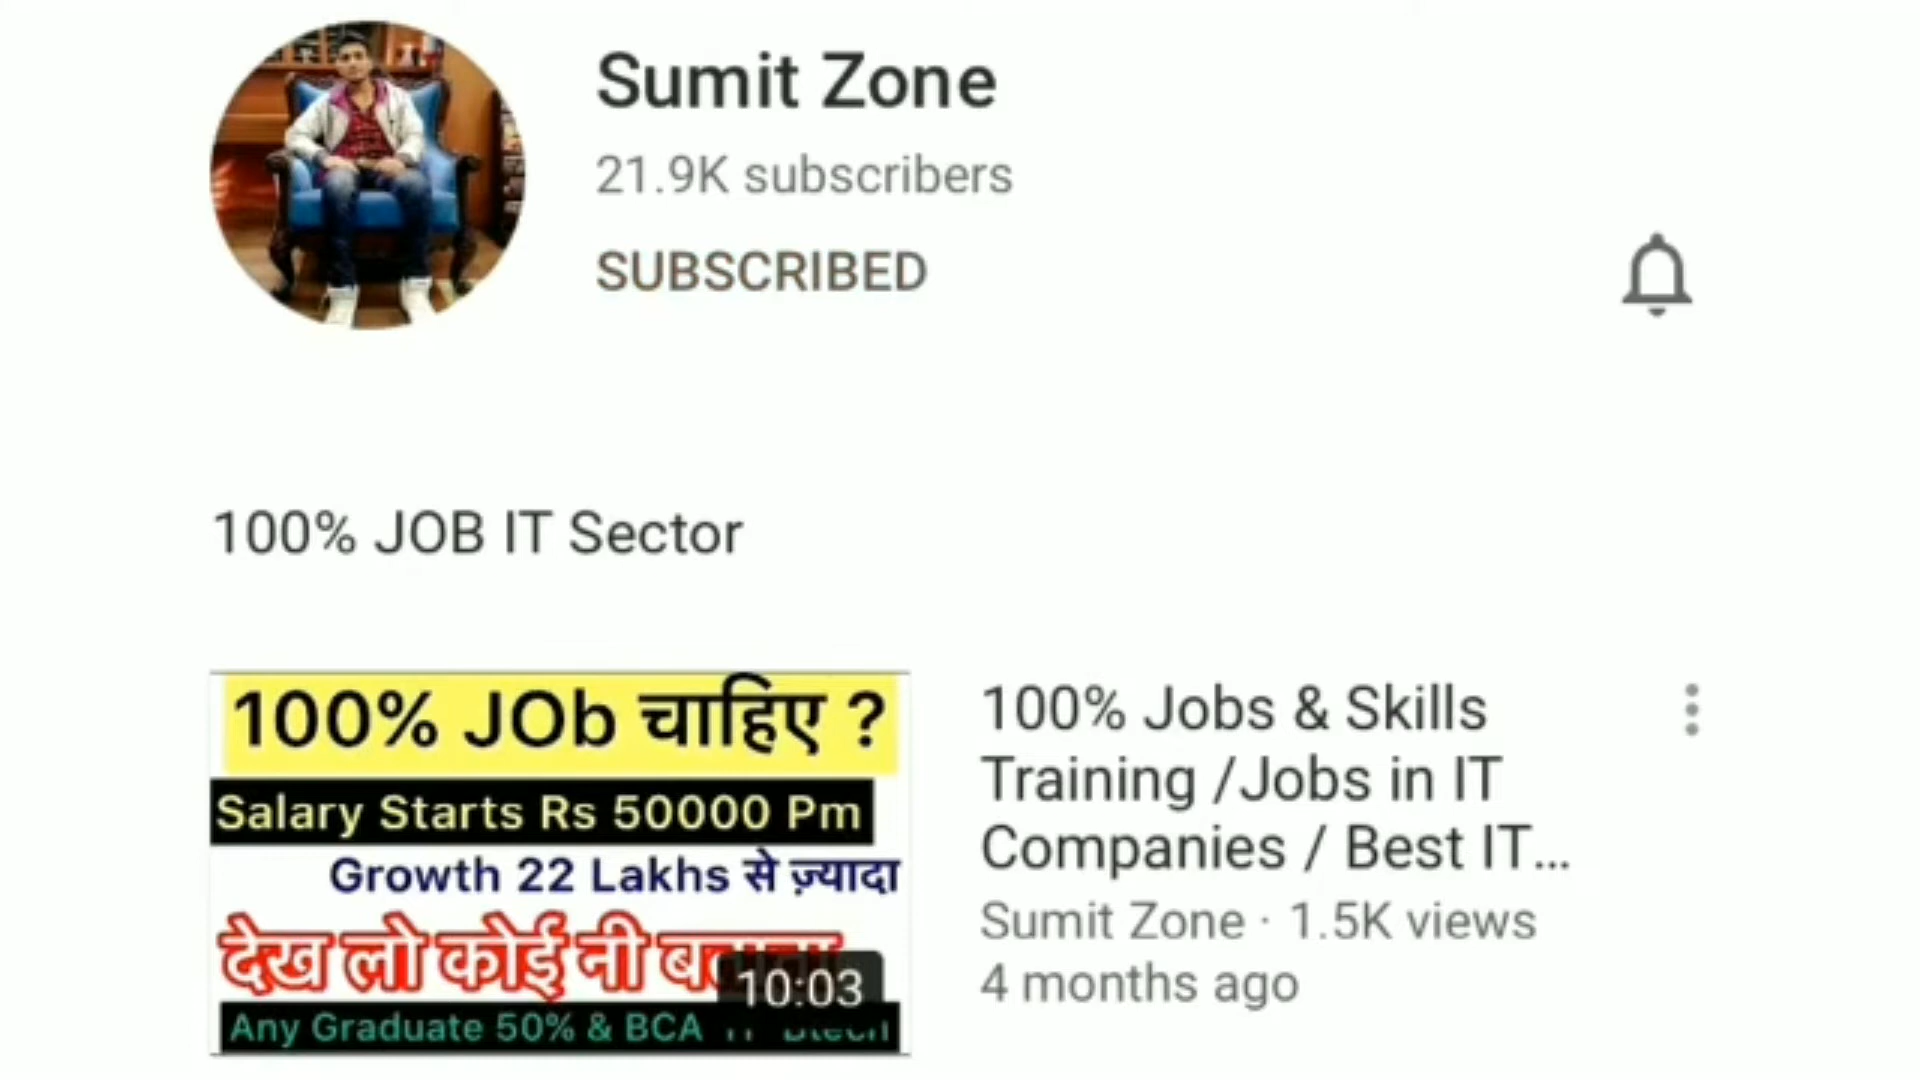 Sumit Zone
21.9K subscribers
SUBSCRIBED
100% JOB IT Sector
100% JOb चाहिए ?
Salary Starts Rs 50000 Pm
Growth 22 Lakhs से ज़्यादा
देख लो कोई नी
10:03
Any Graduate 50% & BCA
100% Jobs & Skills
Training /Jobs in IT
Companies / Best IT...
Sumit Zone · 1.5K views
4 months ago